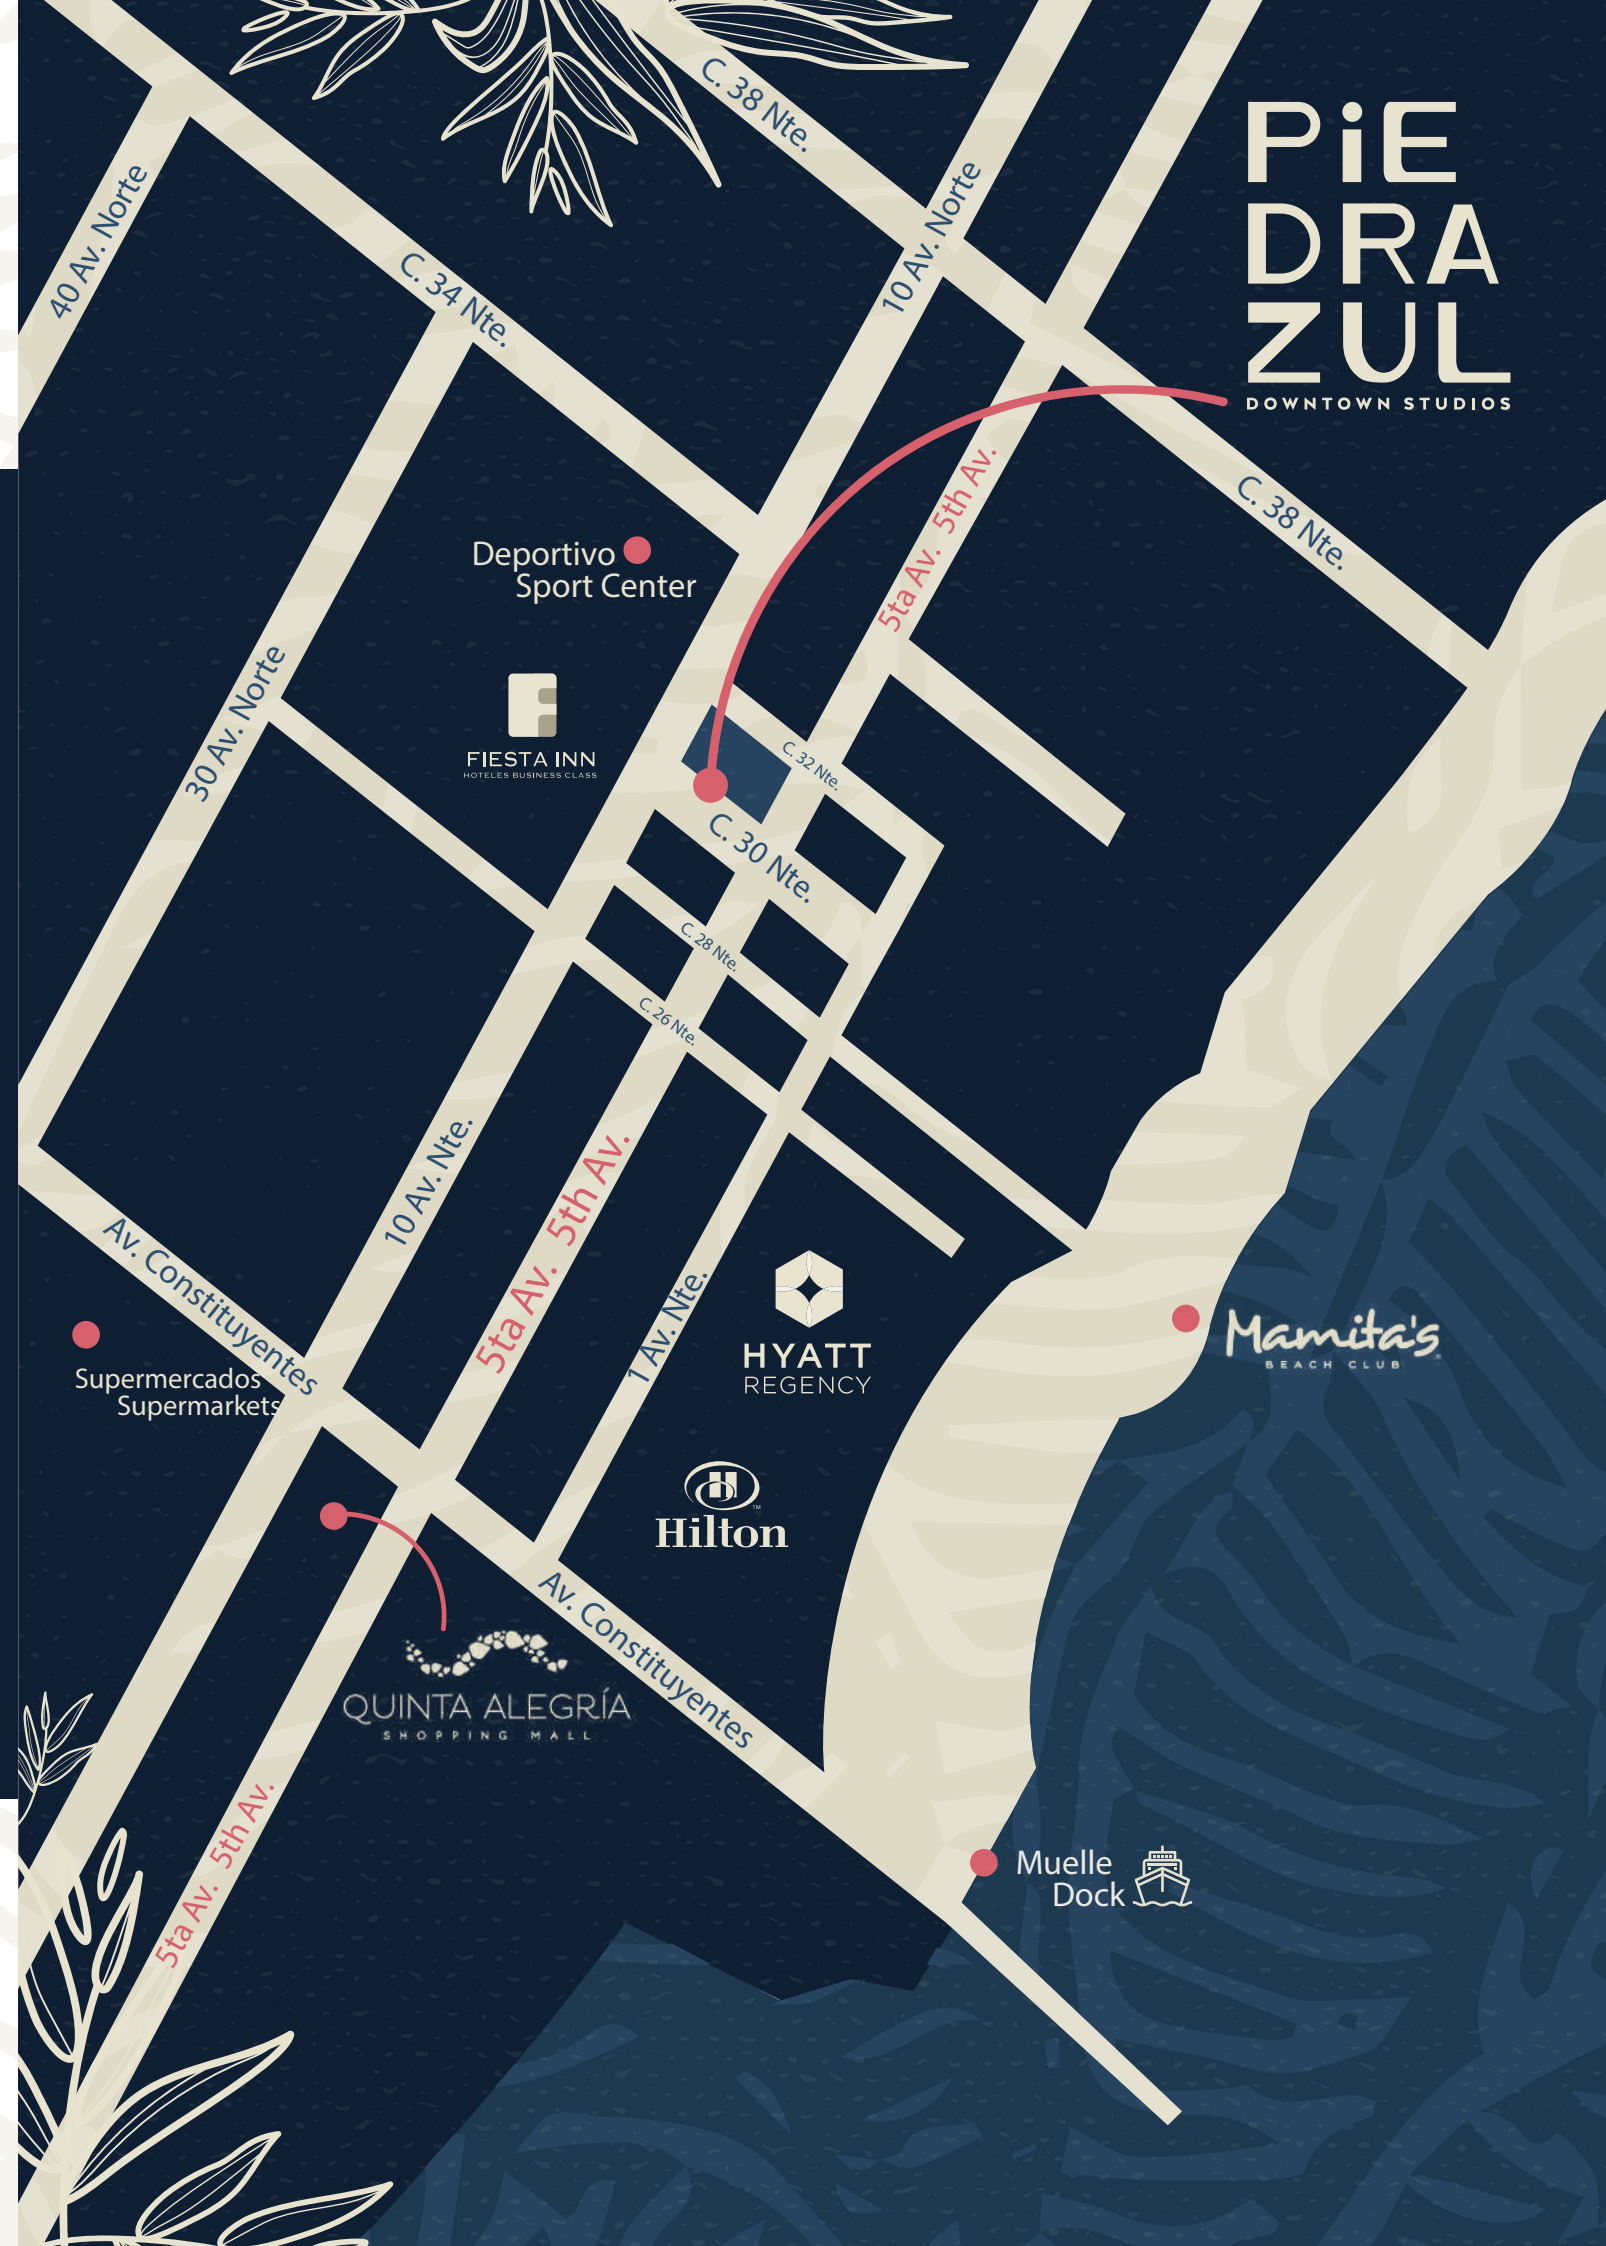 C. 38 Nte.
PiE
DRA
ZUL
DOWNTOWN STUDIOS
40 Av. Norte
10 Av. Norte
C. 34 Nte.
5ta Av. 5th Av.
C. 38 Nte.
Deportivo
Sport Center
30 Av. Norte
FIESTA INN
HOTELES BUSINESS CLASS
C. 32 Nte.
C. 30 Nte.
C. 28 Nte.
C. 26 Nte.
10 Av. Nte.
5ta Av. 5th Av.
1 Av. Nte.
Av. Constituyentes
HYATT
REGENCY
Mamita's
BEACH CLUB
Supermercados
Supermarkets
Hilton
TM
Av. Constituyentes
QUINTA ALEGRÍA
SHOPPING MALL
5ta Av. 5th Av.
Muelle
Dock